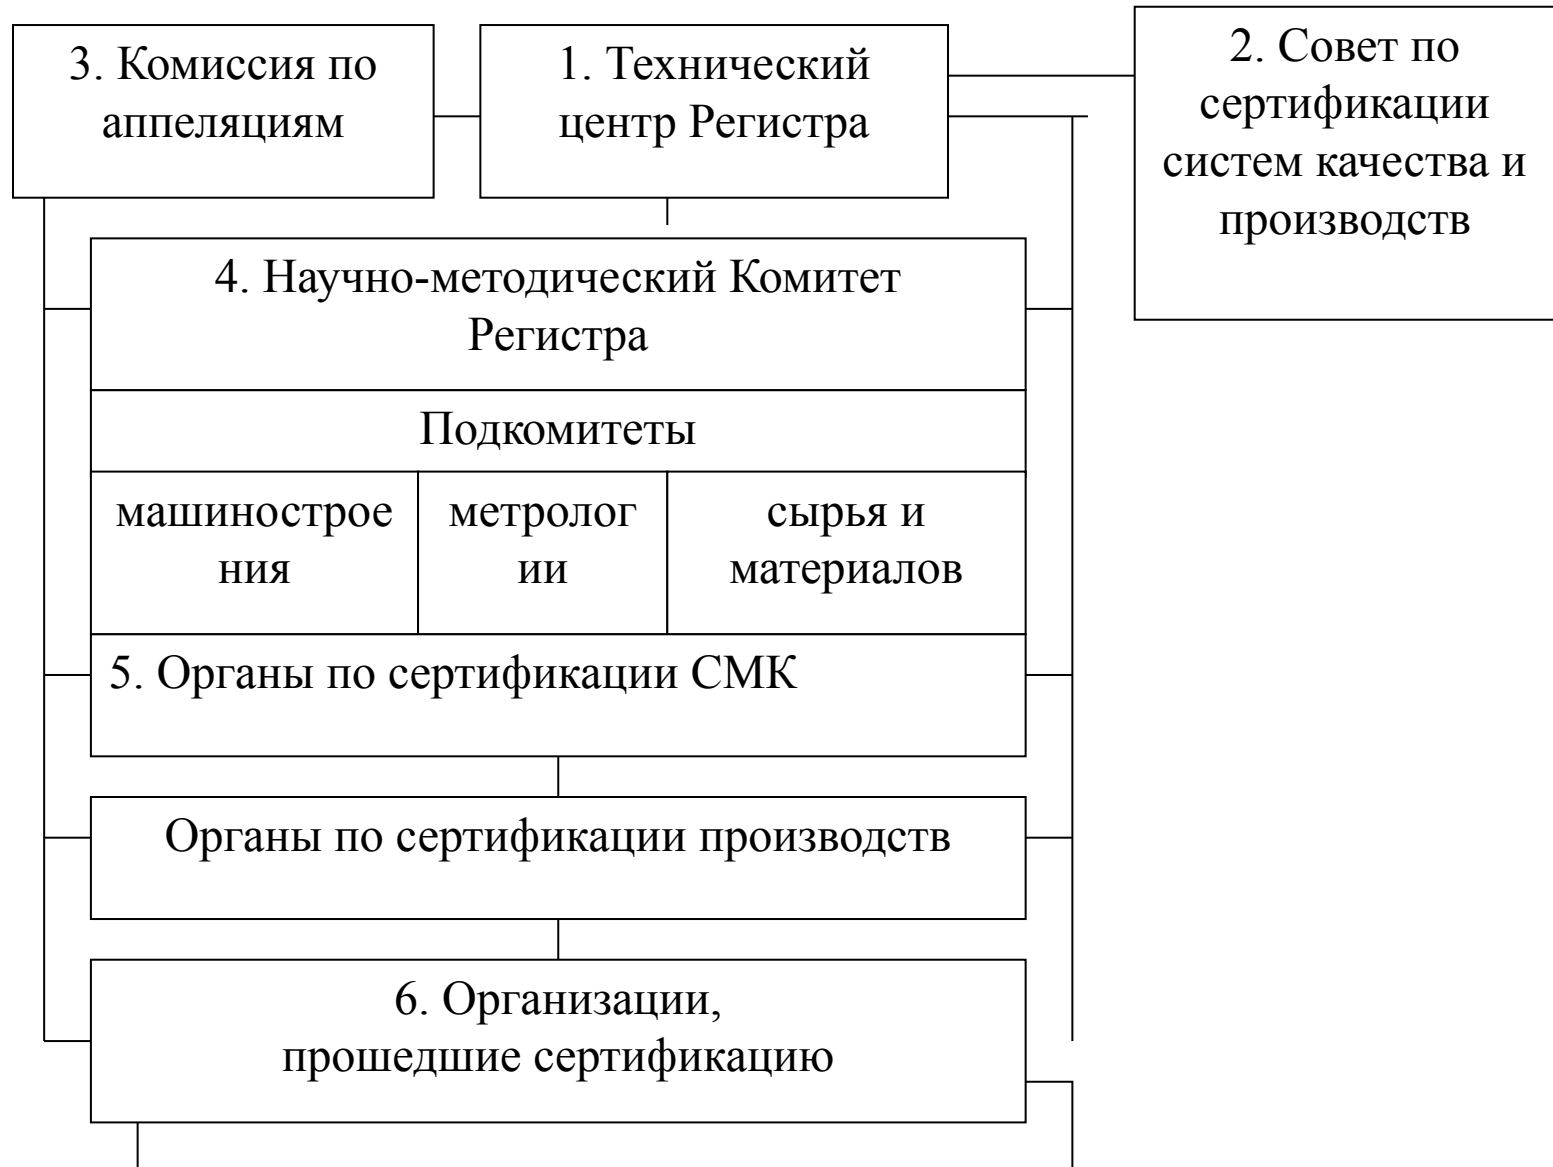 3. Комиссия по
аппеляциям
1. Технический
центр Регистра
2. Совет по
сертификации
систем качества и
производств
4. Научно-методический Комитет
Регистра
Подкомитеты
машинострое
ния
метролог
ии
сырья и
материалов
5. Органы по сертификации СМК
Органы по сертификации производств
6. Организации,
прошедшие сертификацию